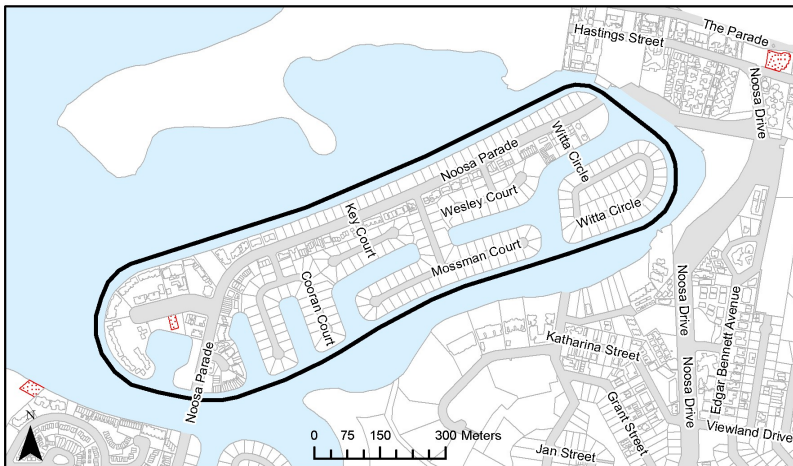 The Parade
Hastings Street
Noosa Drive
Noosa Parade
Witta Circle
Wesley Court
Key Court
Witta Circle
Mossman Court
Cooran Court
Noosa Drive
Edgar Bennett Avenue
Katharina Street
Noosa Parade
Noosa Drive
Grant Street
Viewland Drive
N
0 75 150 300 Meters
Jan Street